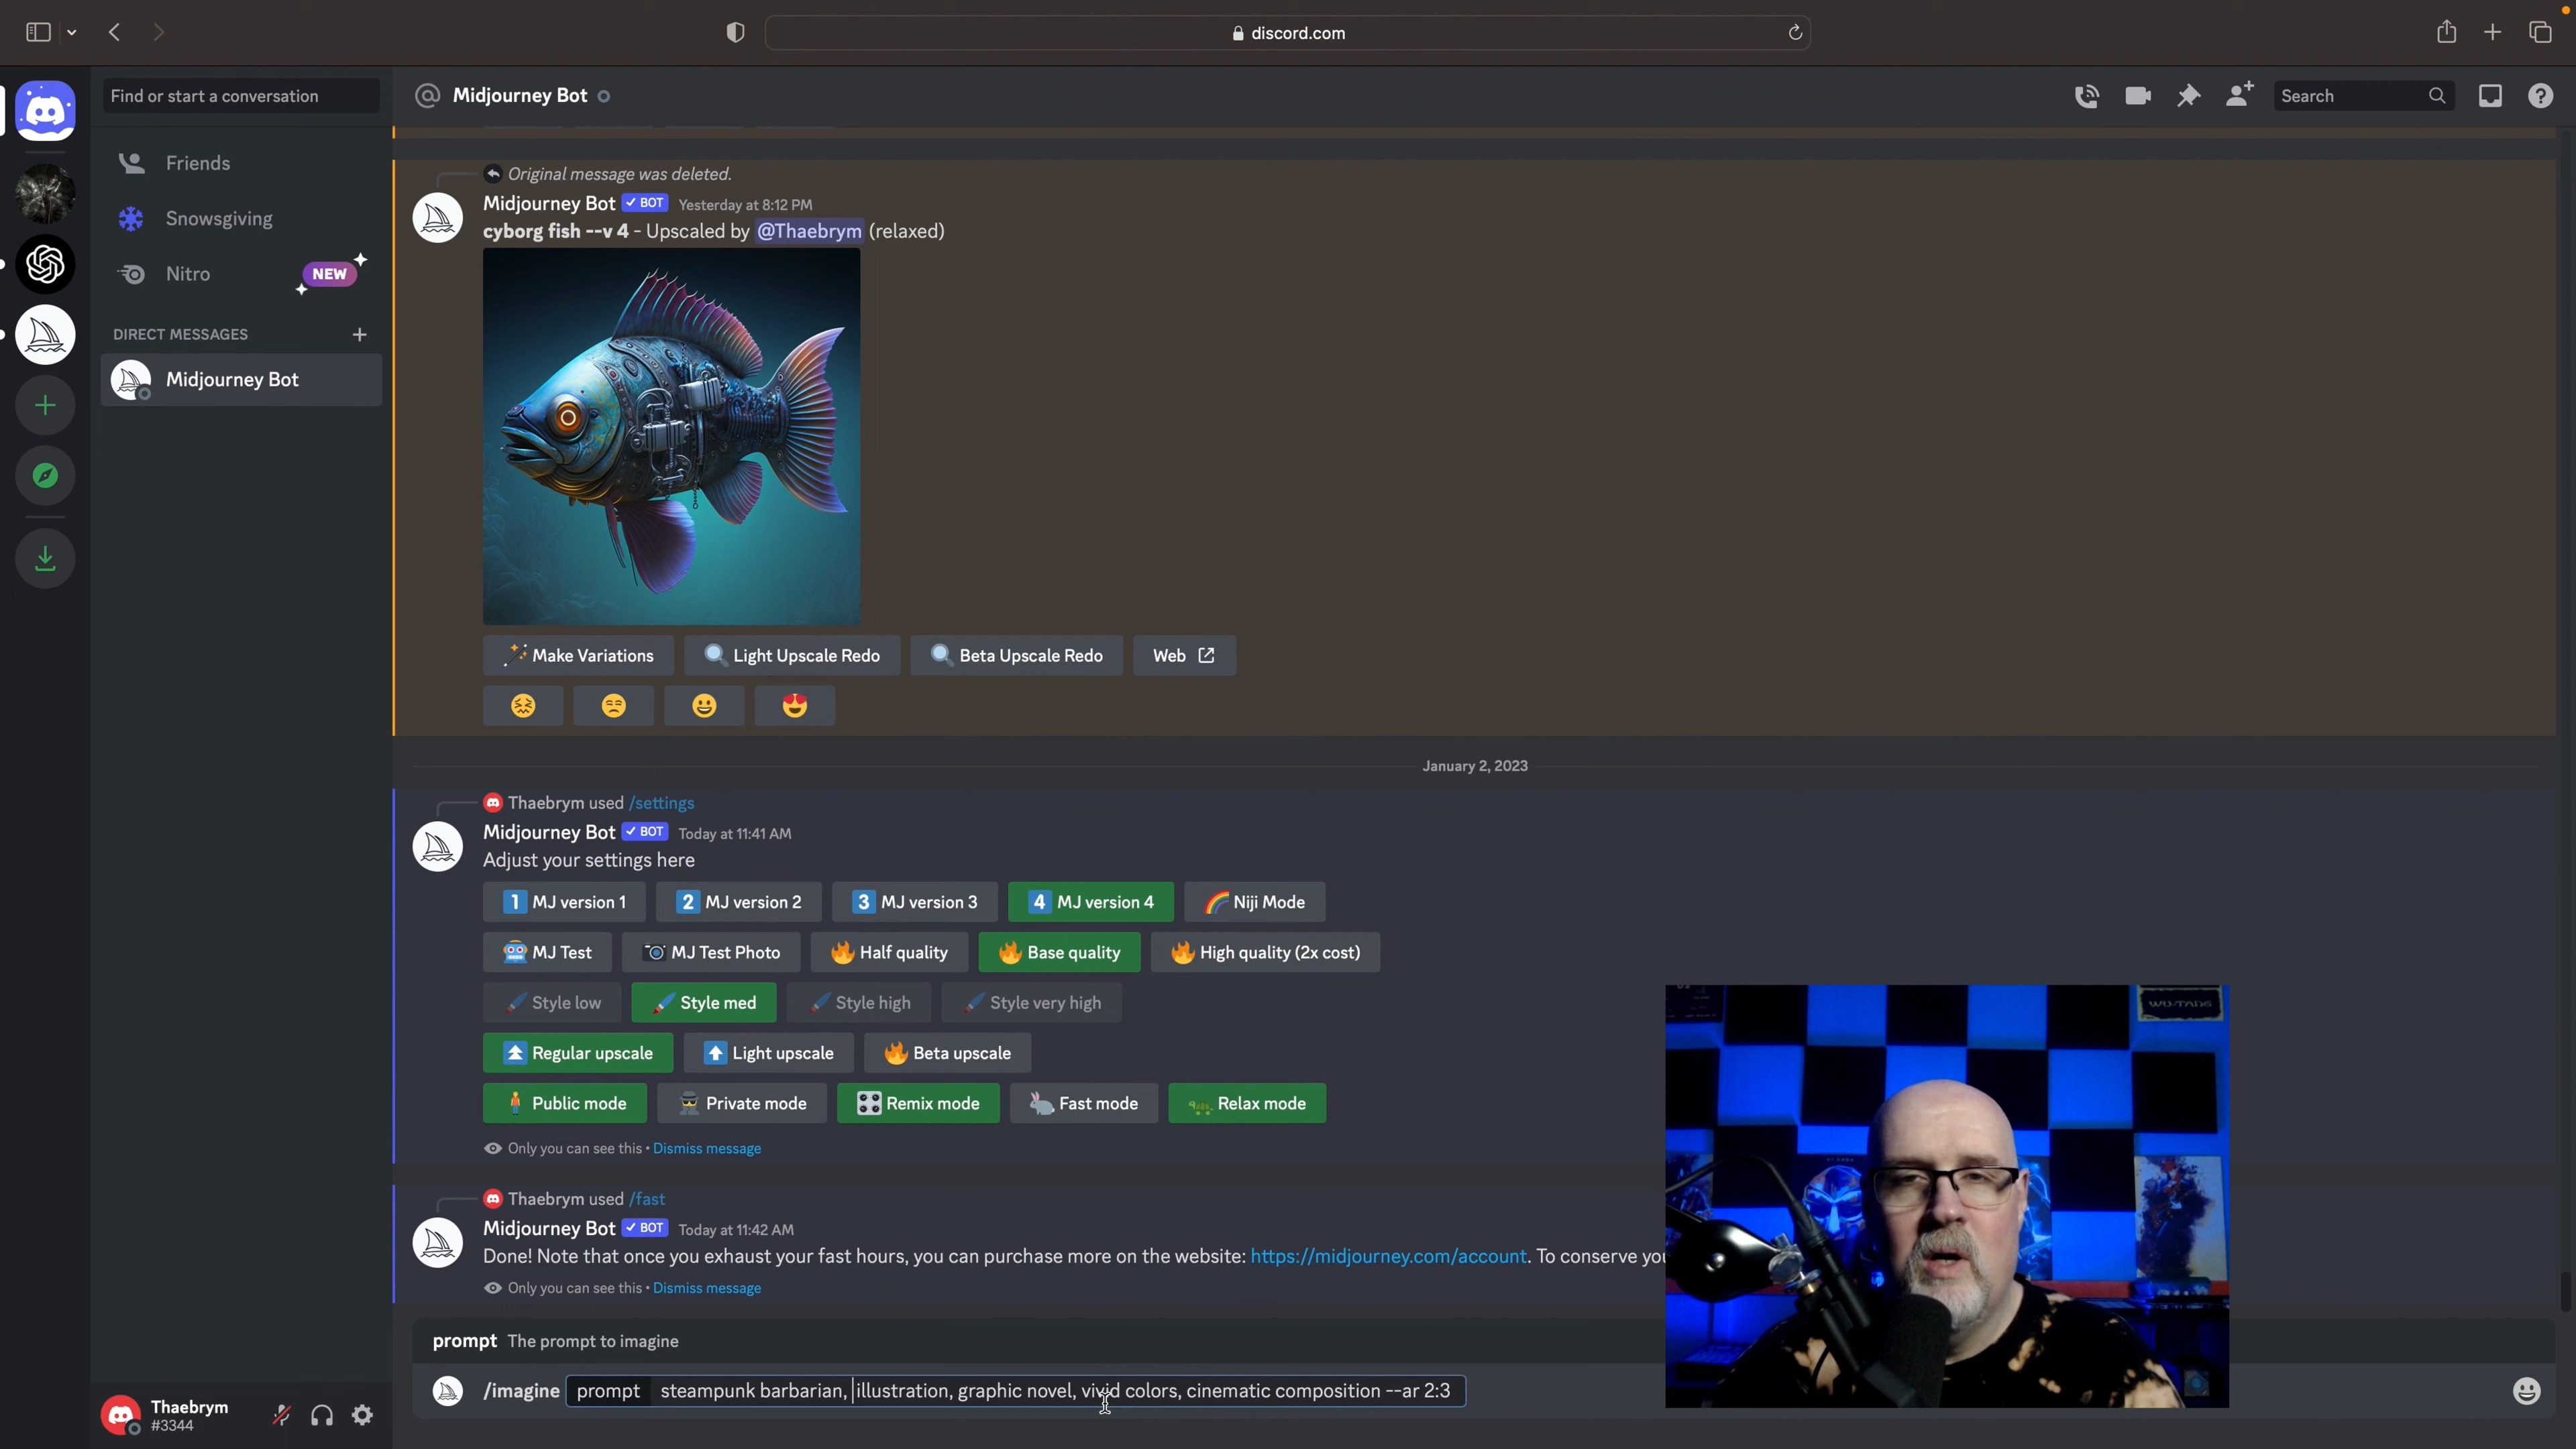 discord.com
Find or start a conversation
Midjourney Bot
Search
Friends
Snowsgiving
Nitro NEW
DIRECT MESSAGES
Midjourney Bot
Original message was deleted.
Midjourney Bot BOT Yesterday at 8:12 PM
cyborg fish --v 4 - Upscaled by @Thaebrym (relaxed)
Make Variations Light Upscale Redo Beta Upscale Redo Web
January 2, 2023
Thaebrym used /settings
Midjourney Bot BOT Today at 11:41 AM
Adjust your settings here
1 MJ version 1 2 MJ version 2 3 MJ version 3 4 MJ version 4 Niji Mode
MJ Test MJ Test Photo Half quality Base quality High quality (2x cost)
Style low Style med Style high Style very high
Regular upscale Light upscale Beta upscale
Public mode Private mode Remix mode Fast mode Relax mode
Only you can see this • Dismiss message
Thaebrym used /fast
Midjourney Bot BOT Today at 11:42 AM
Done! Note that once you exhaust your fast hours, you can purchase more on the website: https://midjourney.com/account. To conserve you
Only you can see this • Dismiss message
prompt The prompt to imagine
/imagine prompt steampunk barbarian, illustration, graphic novel, vivid colors, cinematic composition --ar 2:3
Thaebrym
#3344
WU-TANG